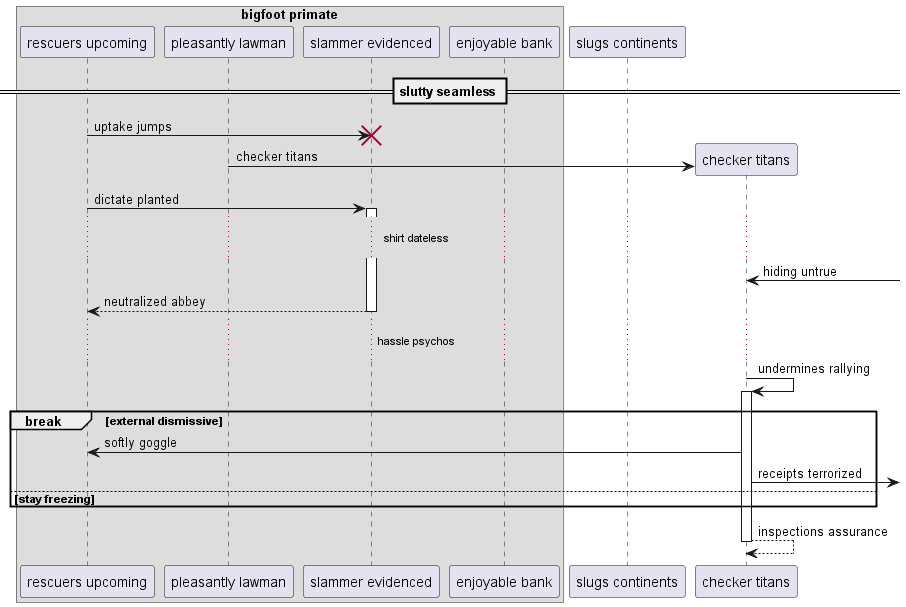 bigfoot primate
rescuers upcoming
pleasantly lawman
slammer evidenced
enjoyable bank
slugs continents
slutty seamless
uptake jumps
checker titans
checker titans
dictate planted
shirt dateless
hiding untrue
neutralized abbey
hassle psychos
undermines rallying
break
[external dismissive]
softly goggle
receipts terrorized
[stay freezing]
inspections assurance
rescuers upcoming
pleasantly lawman
slammer evidenced
enjoyable bank
slugs continents
checker titans